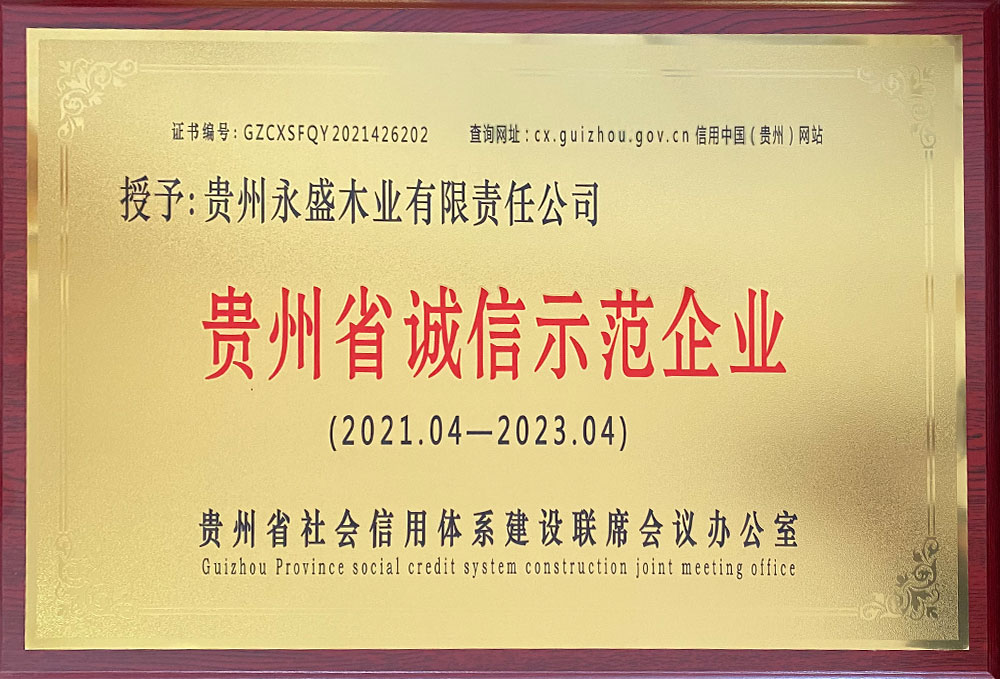 证书编号:GZCXSFQY2021426202 查询网址:cx.guizhou.gov.cn 信用中国(贵州)网站
授予:贵州永盛木业有限责任公司
贵州省诚信示范企业
(2021.04—2023.04)
贵州省社会信用体系建设联席会议办公室
Guizhou Province social credit system construction joint meeting office